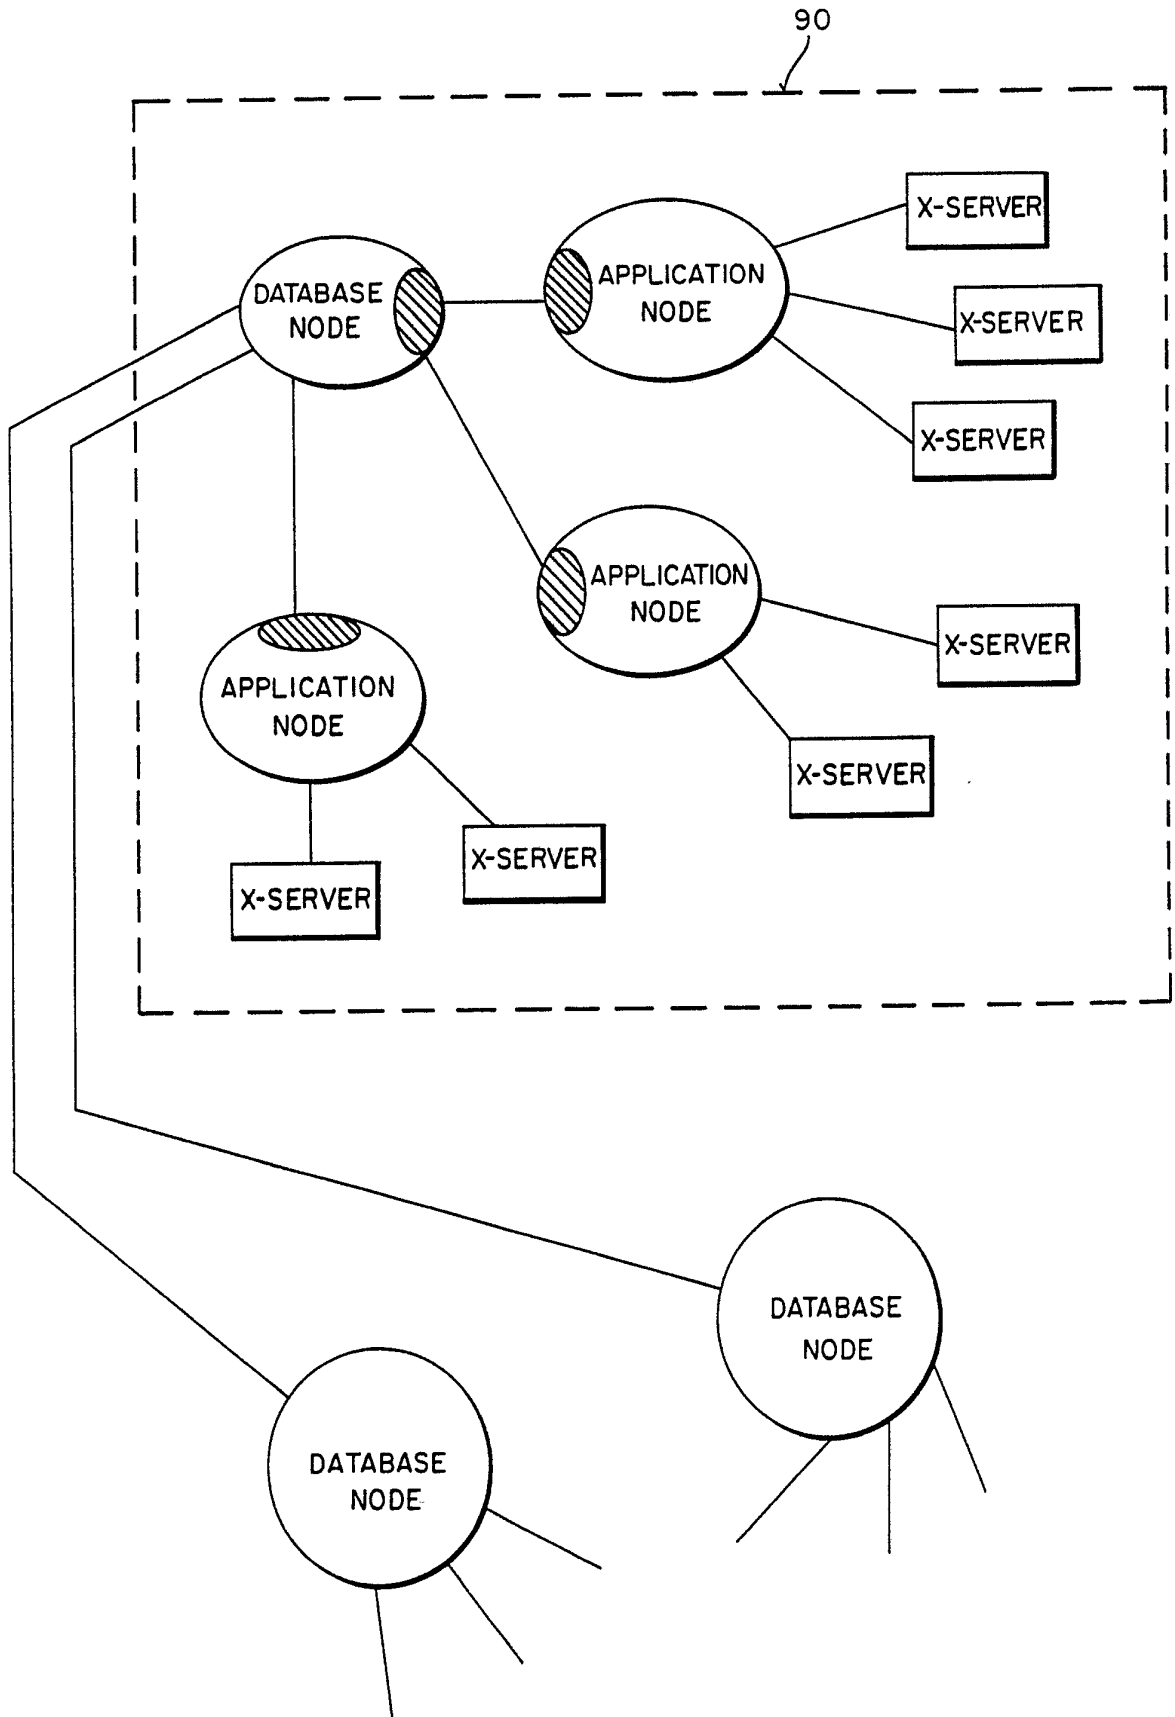 90
X-SERVER
DATABASE
NODE
APPLICATION
NODE
X-SERVER
X-SERVER
APPLICATION
NODE
X-SERVER
APPLICATION
NODE
X-SERVER
X-SERVER
X-SERVER
DATABASE
NODE
DATABASE
NODE